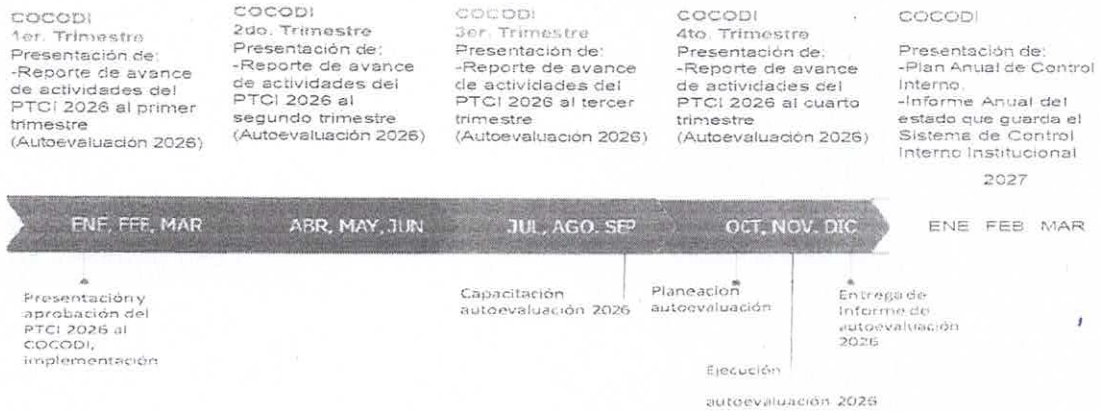 COCODI
1er. Trimestre
Presentación de:
-Reporte de avance
de actividades del
PTCI 2026 al primer
trimestre
(Autoevaluación 2026)
COCODI
2do. Trimestre
Presentación de:
-Reporte de avance
de actividades del
PTCI 2026 al
segundo trimestre
(Autoevaluación 2026)
COCODI
3er. Trimestre
Presentación de:
-Reporte de avance
de actividades del
PTCI 2026 al tercer
trimestre
(Autoevaluación 2026)
COCODI
4to. Trimestre
Presentación de:
-Reporte de avance
de actividades del
PTCI 2026 al cuarto
trimestre
(Autoevaluación 2026)
COCODI
Presentación de:
-Plan Anual de Control
Interno.
-Informe Anual del
estado que guarda el
Sistema de Control
Interno Institucional
2027
ENE, FEB, MAR
ABR, MAY, JUN
JUL, AGO. SEP
OCT, NOV. DIC
ENE FEB MAR
Presentación y
aprobación del
PTCI 2026 al
COCODI,
implementación
Capacitación
autoevaluación 2026
Planeacion
autoevaluación
Ejecución
autoevaluación 2026
Entrega de
Informe de
autoevaluación
2026